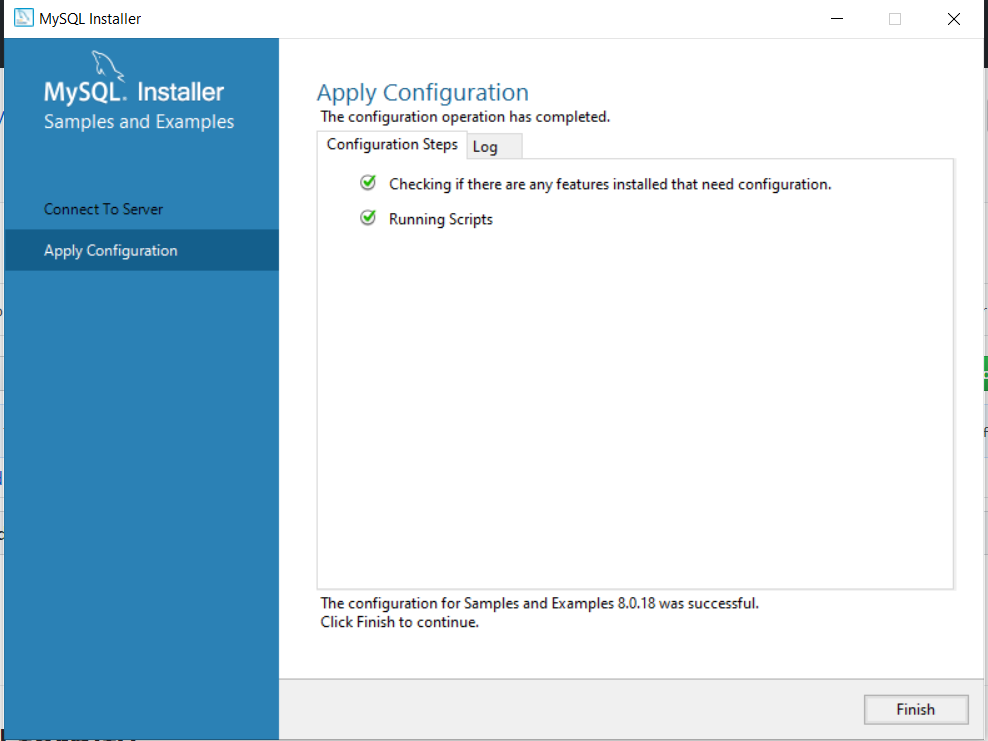 MySQL Installer
MySQL. Installer
Samples and Examples
Connect To Server
Apply Configuration
Apply Configuration
The configuration operation has completed.
Configuration Steps
Log
Checking if there are any features installed that need configuration.
Running Scripts
The configuration for Samples and Examples 8.0.18 was successful.
Click Finish to continue.
Finish